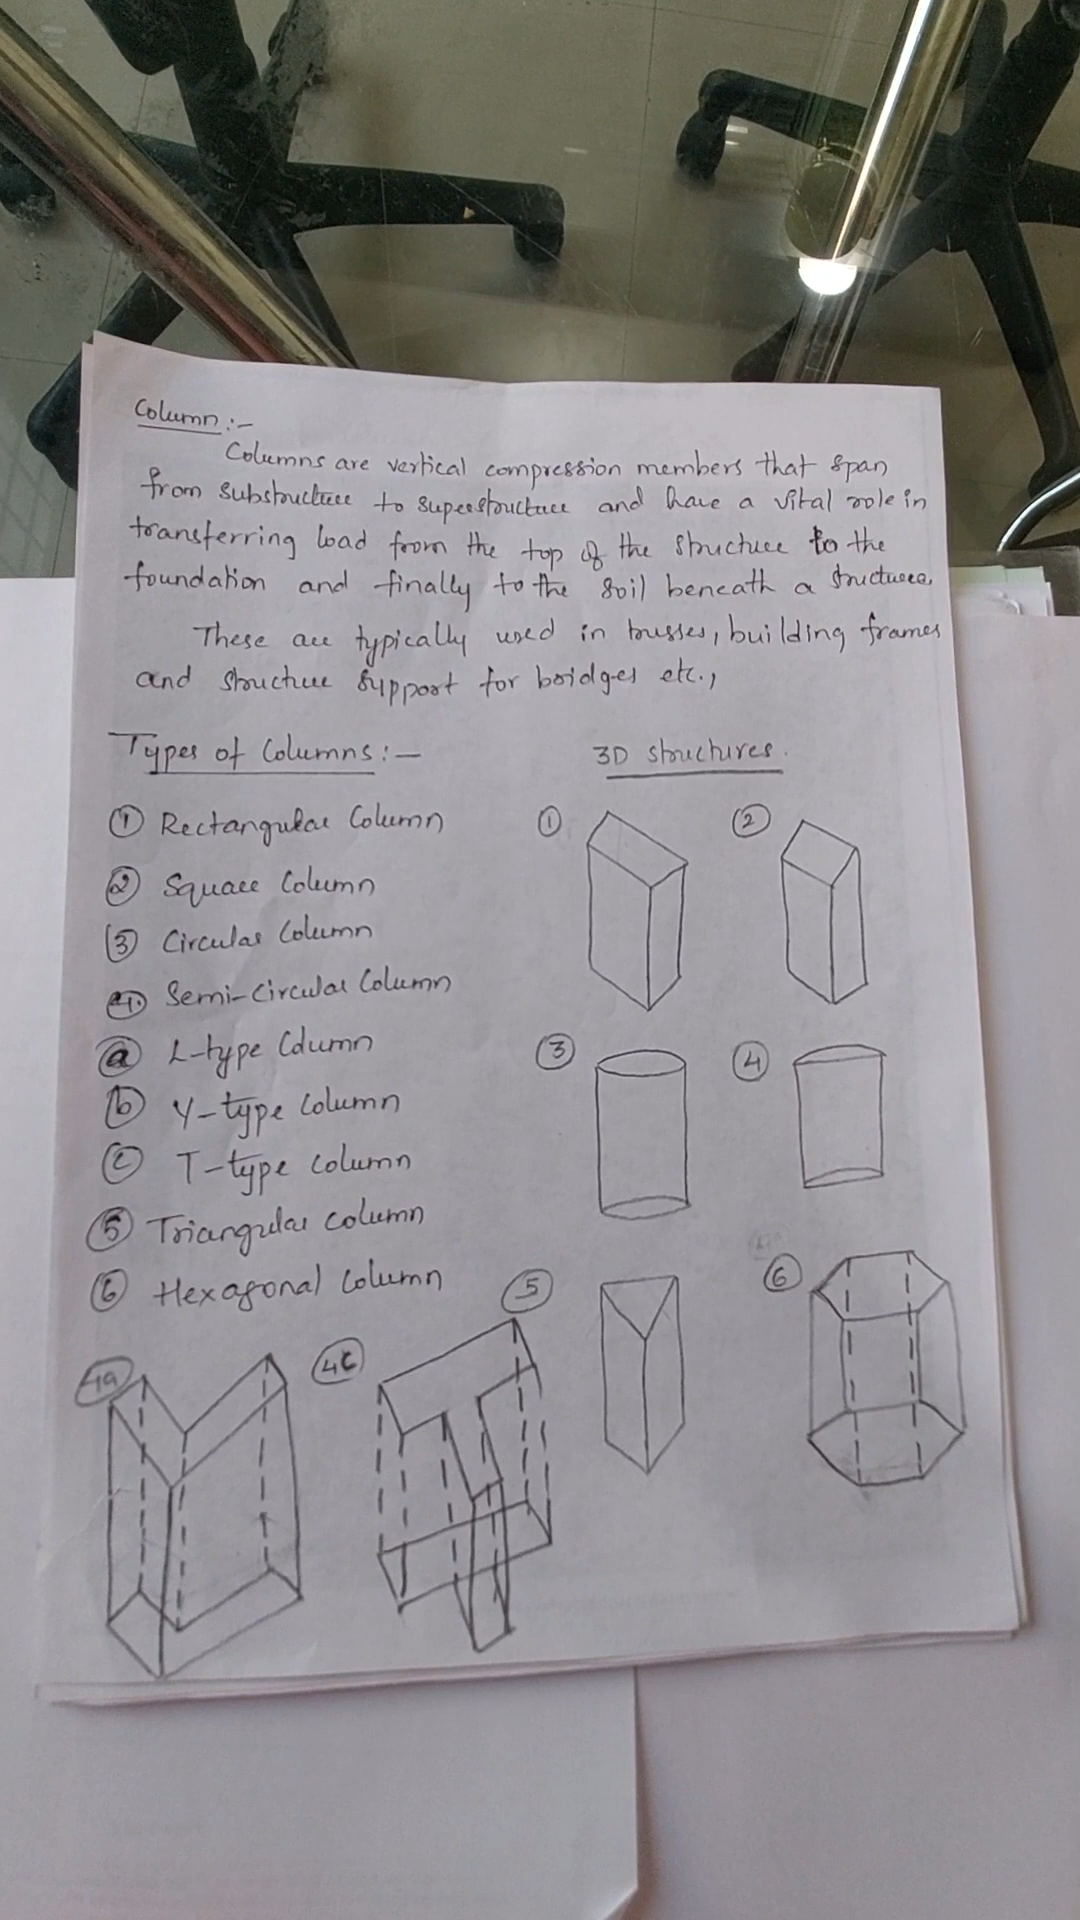 Column:-
Columns are vertical compression members that span
from substructure to superstructure and have a vital role in
transferring load from the top of the structure to the
foundation and finally to the soil beneath a structure.
These are typically used in trusses, building frames
and structure support for bridges etc.,
Types of Columns:-
3D structures.
① Rectangular Column
② Square Column
③ Circular Column
④ Semi-Circular Column
ⓐ L-type Column
ⓑ Y-type Column
ⓒ T-type Column
⑤ Triangular column
⑥ Hexagonal Column
① ②
③ ④
⑤ ⑥
4a 4c